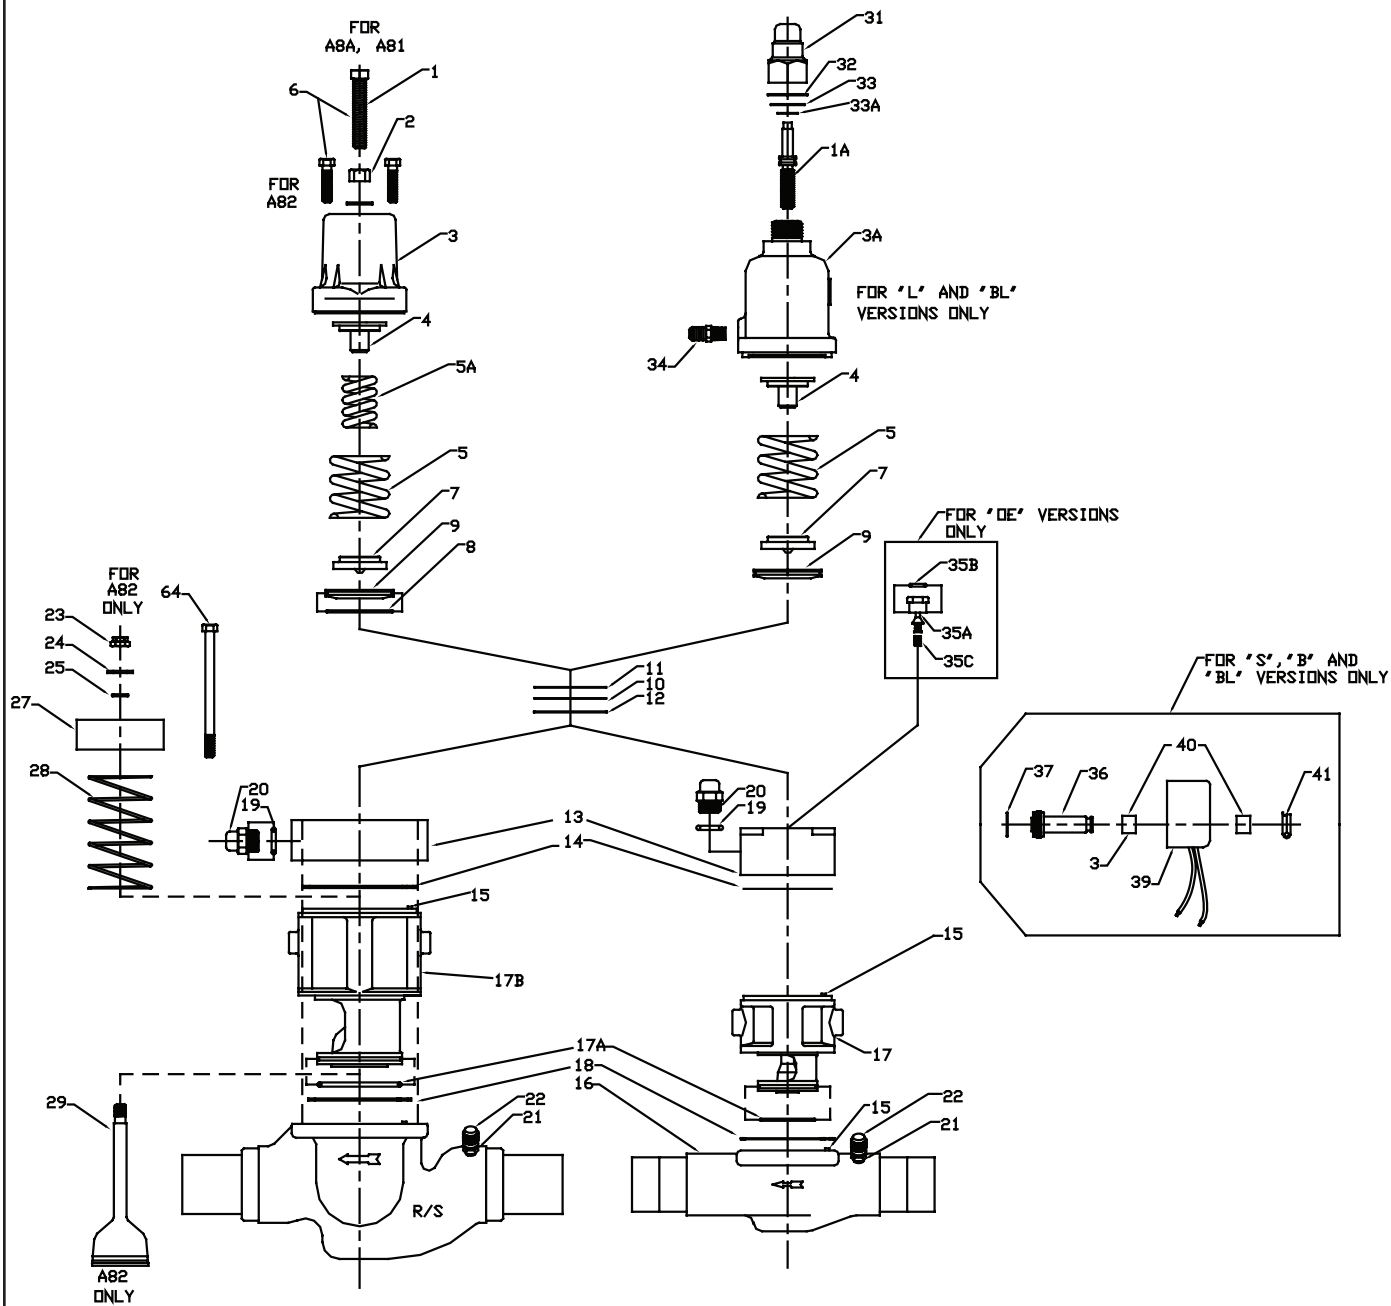 FOR
A8A, A81
1
6
2
FOR
A82
3
4
5A
5
7
9
8
31
32
33
33A
1A
3A
FOR 'L' AND 'BL'
VERSIONS ONLY
34
4
5
7
9
FOR 'OE' VERSIONS
ONLY
35B
35A
35C
FOR
A82
ONLY
64
23
24
25
27
28
11
10
12
FOR 'S', 'B' AND
'BL' VERSIONS ONLY
37
36
40
41
3
39
20
19
20
19
13
14
15
17B
15
17
17A
18
16
29
22
21
15
22
21
R/S
A82
ONLY